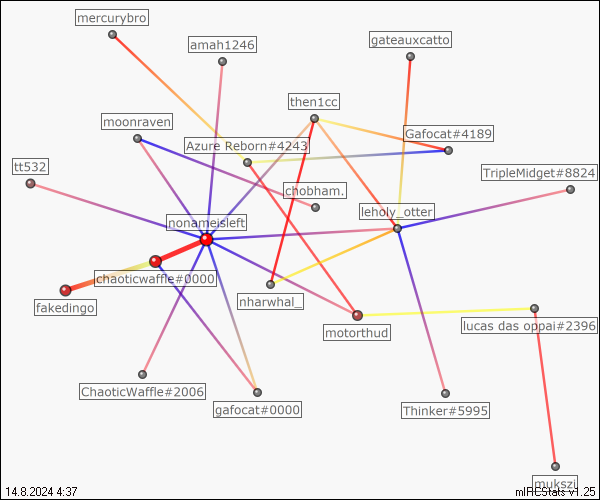 mercurybro
amah1246
gateauxcatto
then1cc
moonraven
Gafocat#4189
Azure Reborn#4243
tt532
TripleMidget#8824
chobham.
leholy_otter
nonameisleft
chaoticwaffle#0000
fakedingo
nharwhal_
motorthud
lucas das oppai#2396
ChaoticWaffle#2006
gafocat#0000
Thinker#5995
mukszi
14.8.2024 4:37
mIRCStats v1.25